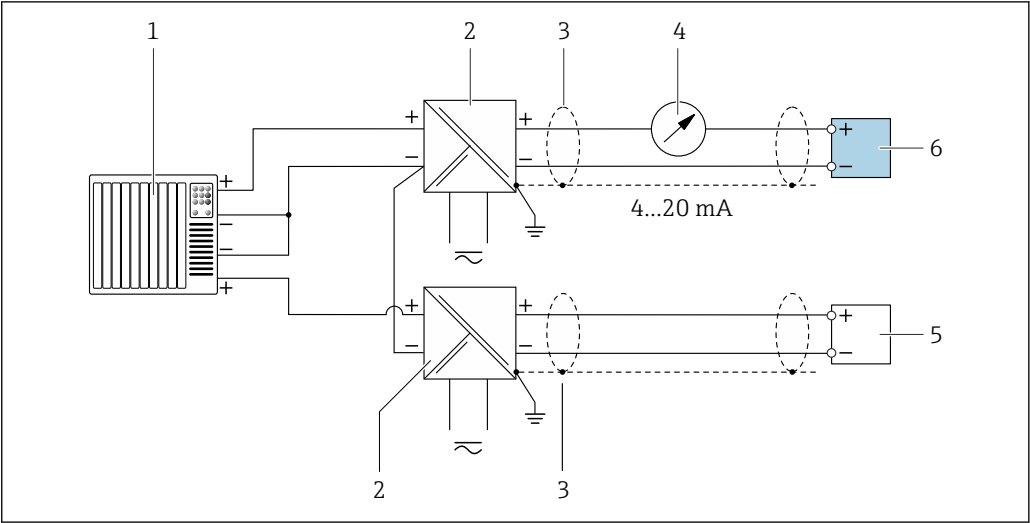 1 2 3 4
+ + + +
− − − 6
+ 4...20 mA
−
−
+
+ + + 5
− − −
2 3